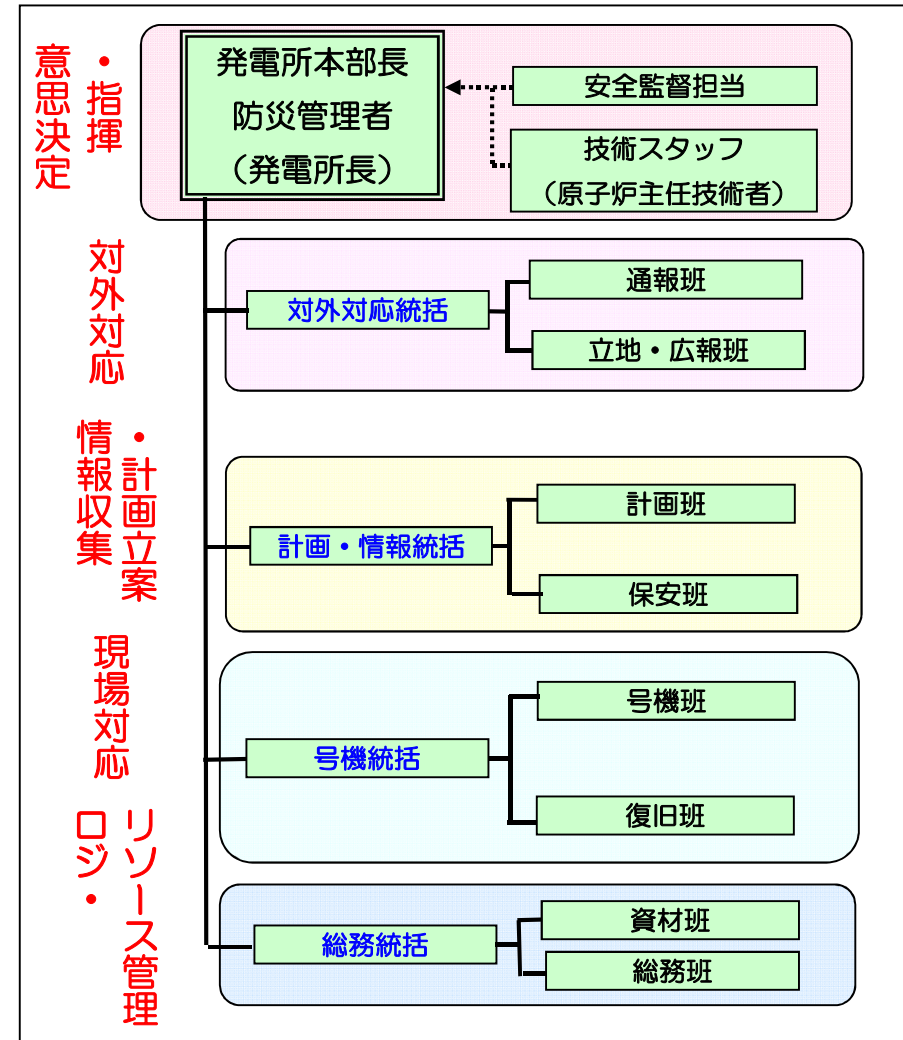 意思決定
・指揮
発電所本部長
防災管理者
（発電所長）
安全監督担当
技術スタッフ
（原子炉主任技術者）
対外対応
対外対応統括
通報班
立地・広報班
情報収集
・計画立案
計画・情報統括
計画班
保安班
現場対応
号機統括
号機班
復旧班
ロジ・
リソース管理
総務統括
資材班
総務班